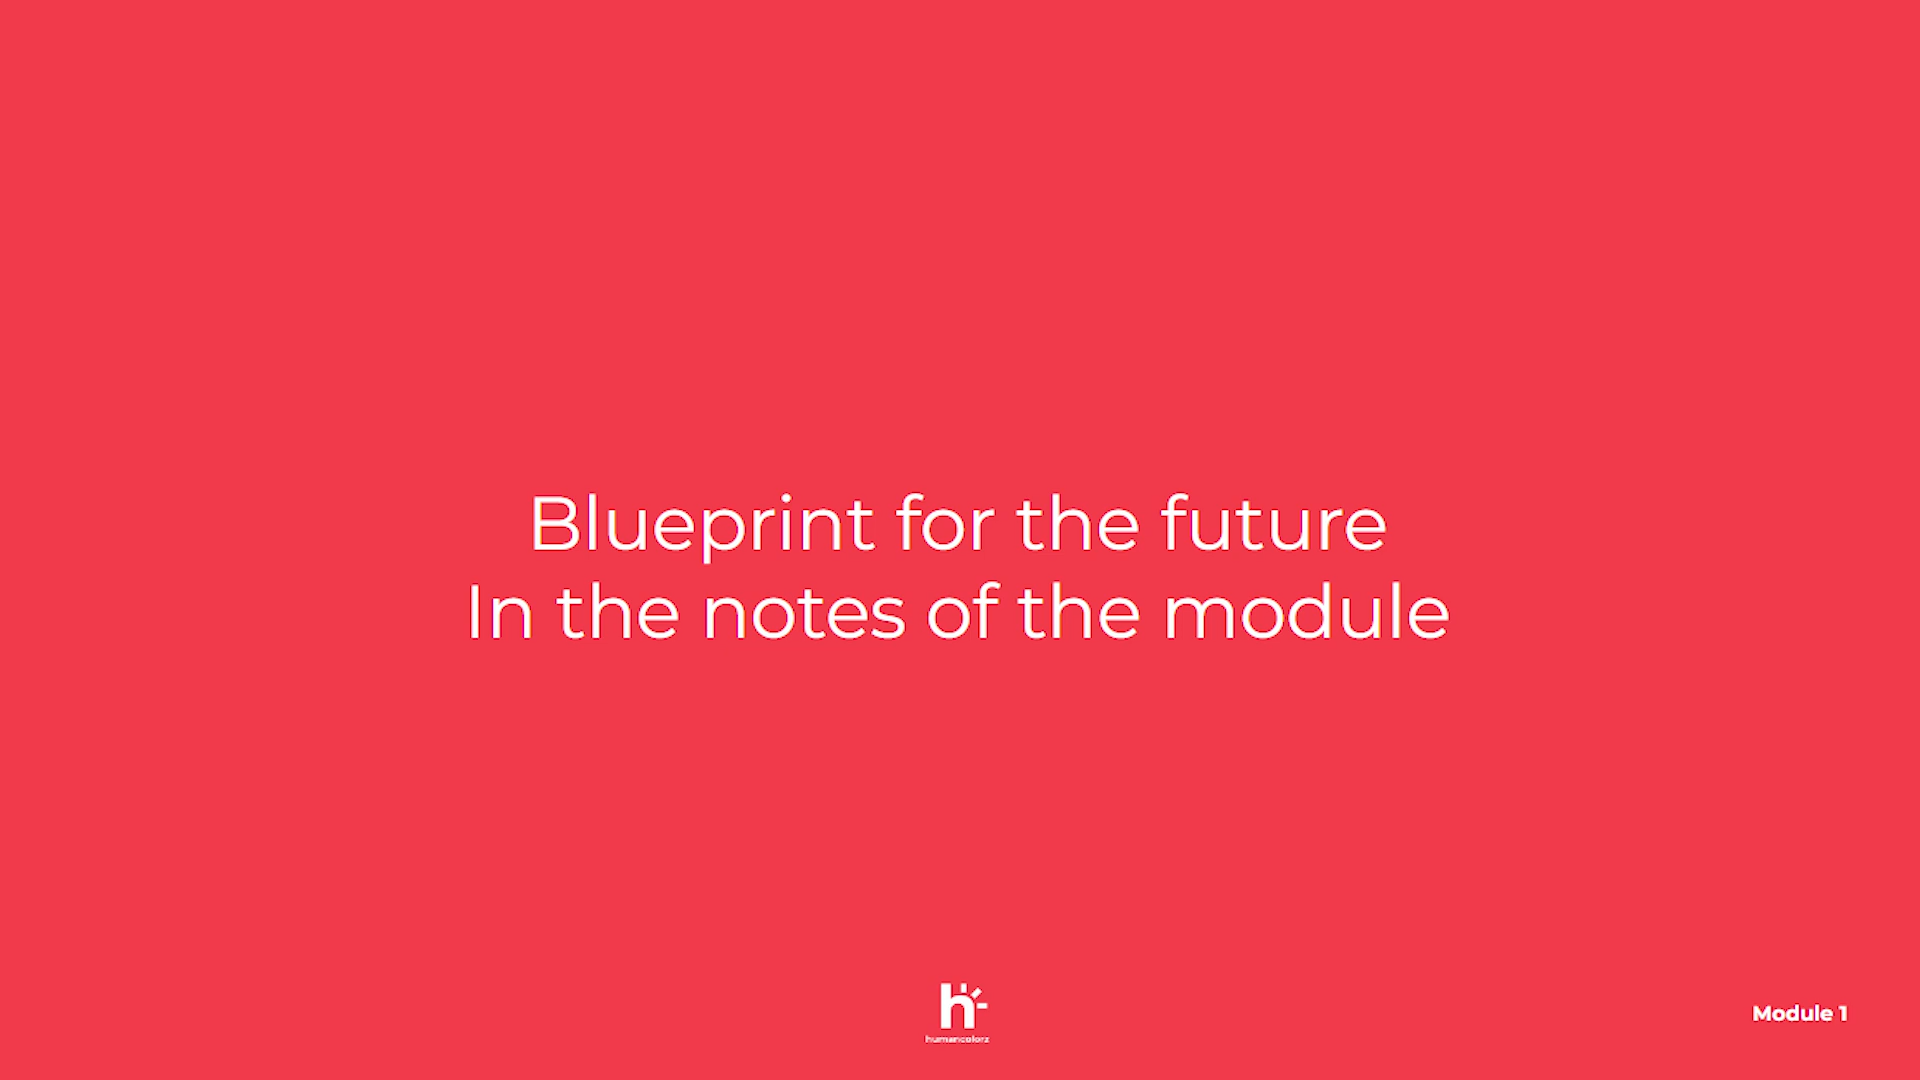 Blueprint for the future
In the notes of the module
humancolorz
Module 1